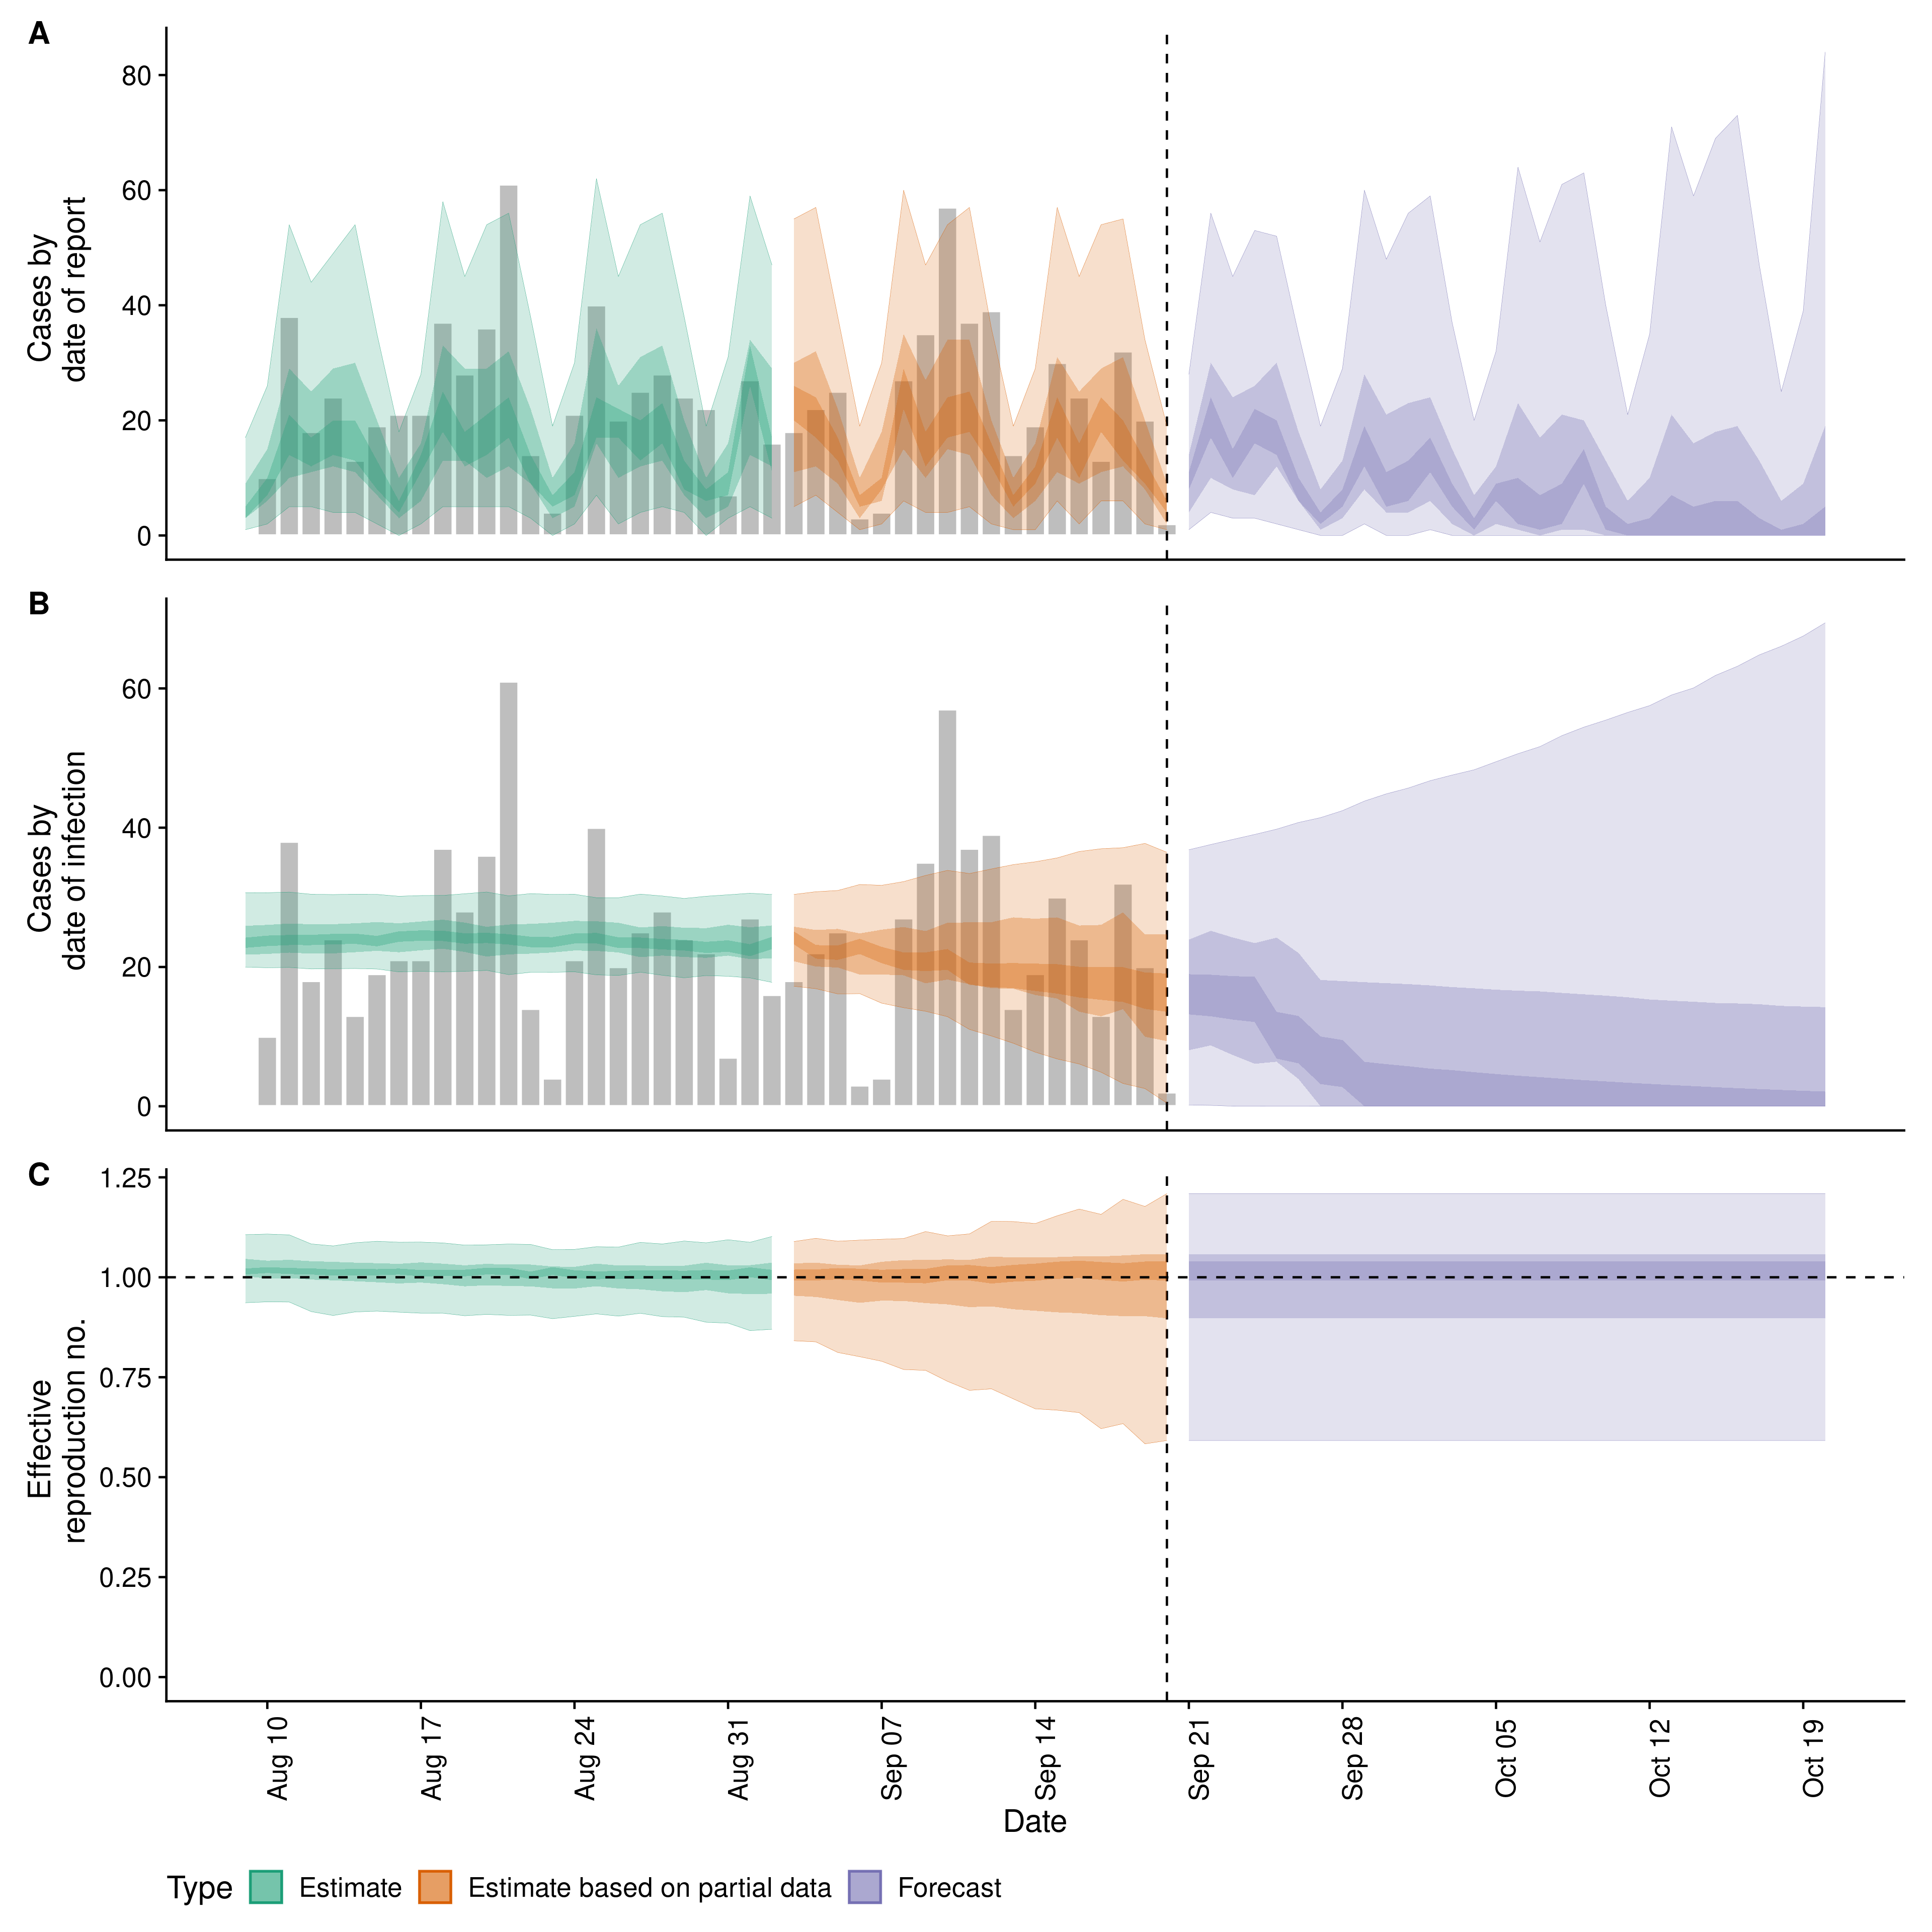 A
80
60
40
20
0
Cases by
date of report
B
60
40
20
0
Cases by
date of infection
C
1.25
1.00
0.75
0.50
0.25
0.00
Effective
reproduction no.
Aug 10
Aug 17
Aug 24
Aug 31
Sep 07
Sep 14
Sep 21
Sep 28
Oct 05
Oct 12
Oct 19
Date
Type Estimate Estimate based on partial data Forecast